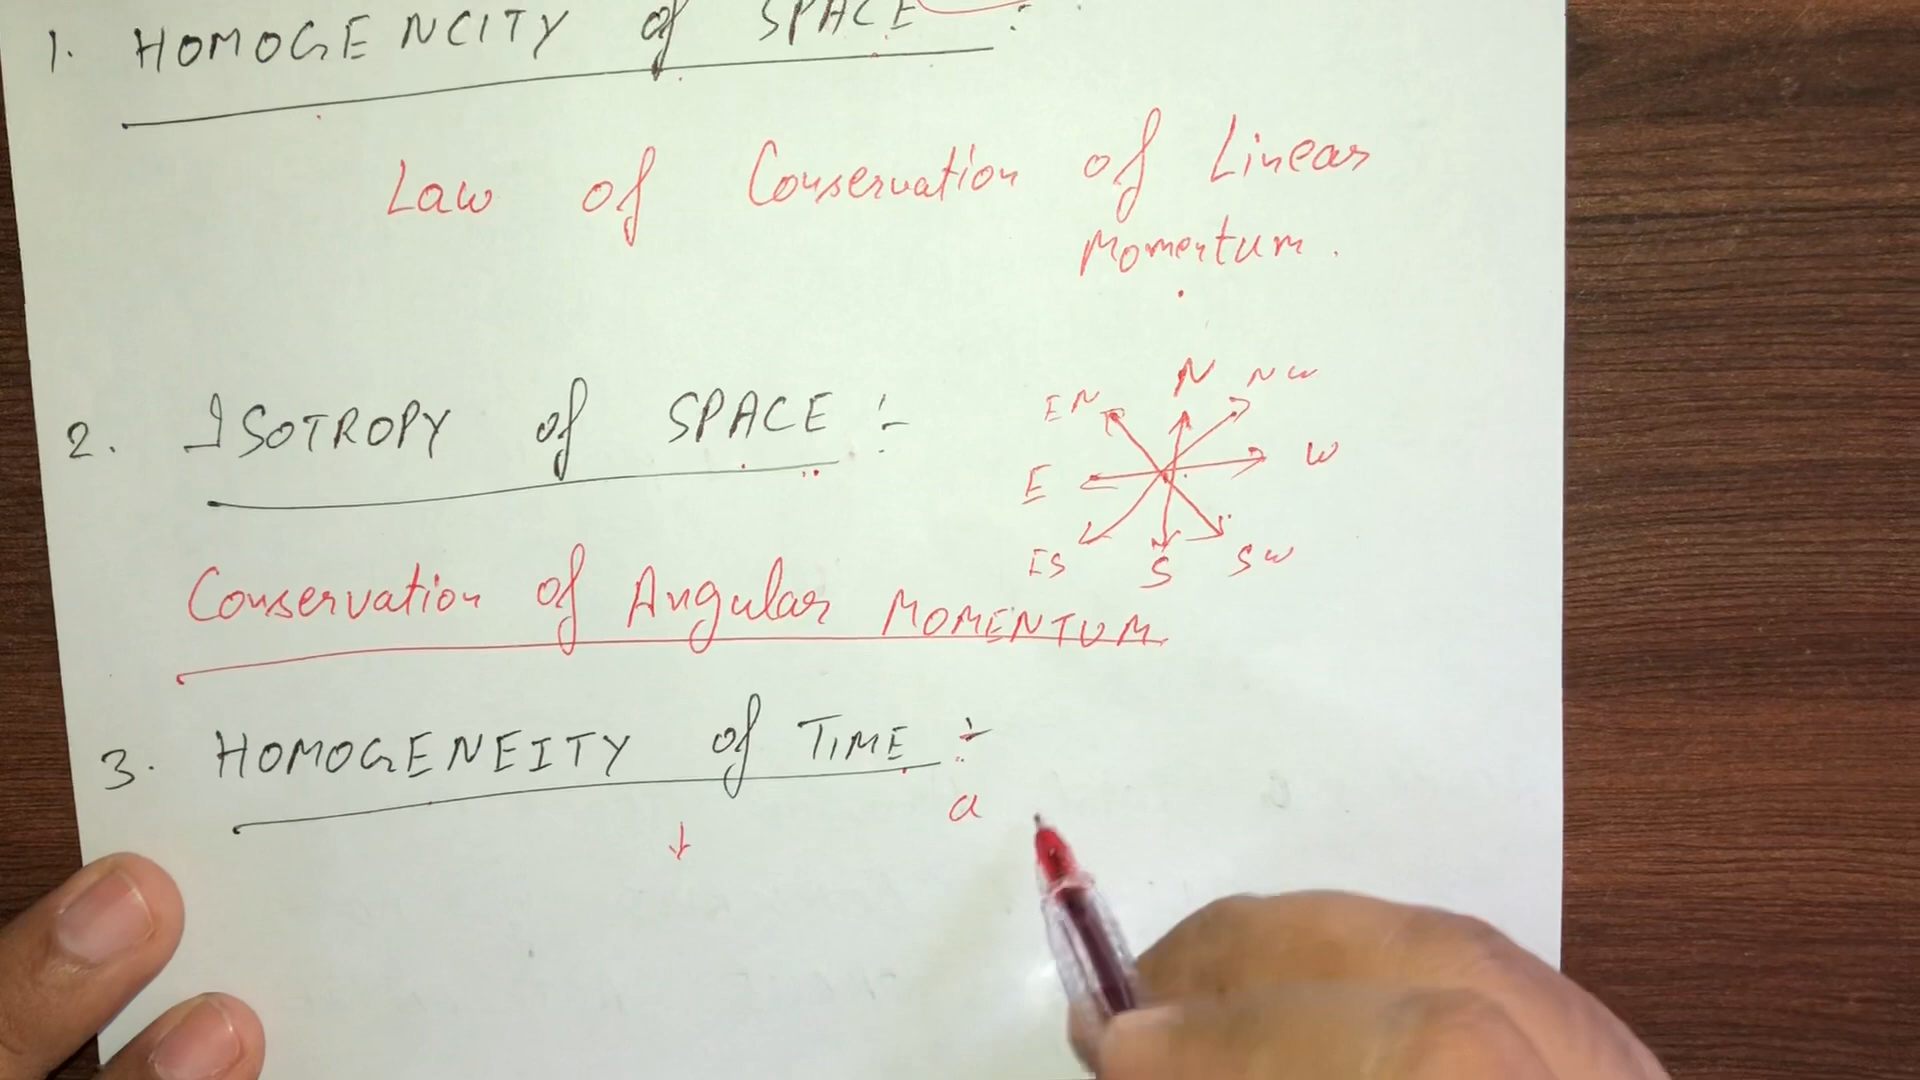 1. HOMOGENCITY of SPACE :
Law of Conservation of Linear
Momentum.
2. ISOTROPY of SPACE :-
EN N NW
E W
ES S SW
Conservation of Angular MOMENTUM
3. HOMOGENEITY of TIME :-
a